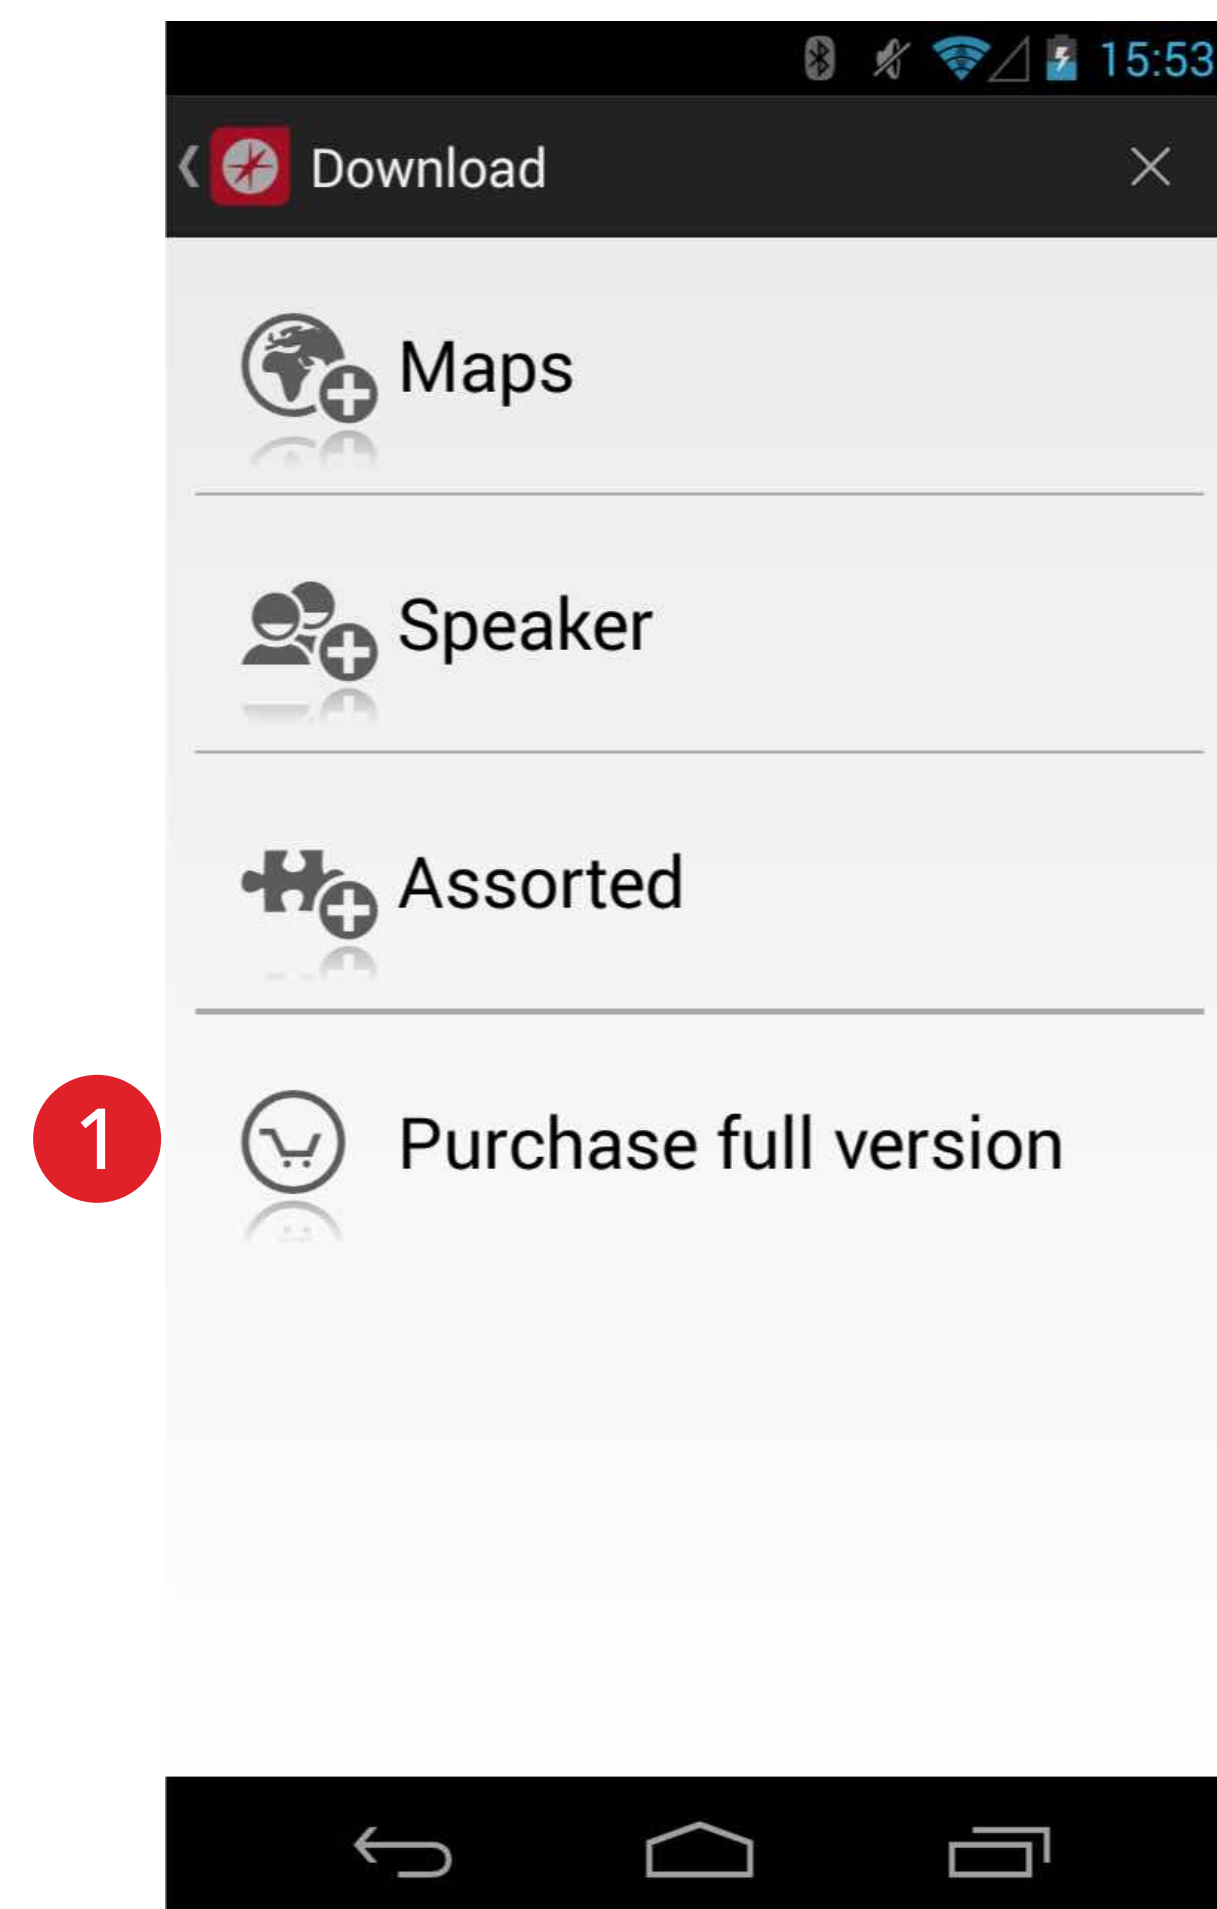 15:53
Download
Maps
Speaker
Assorted
1 Purchase full version